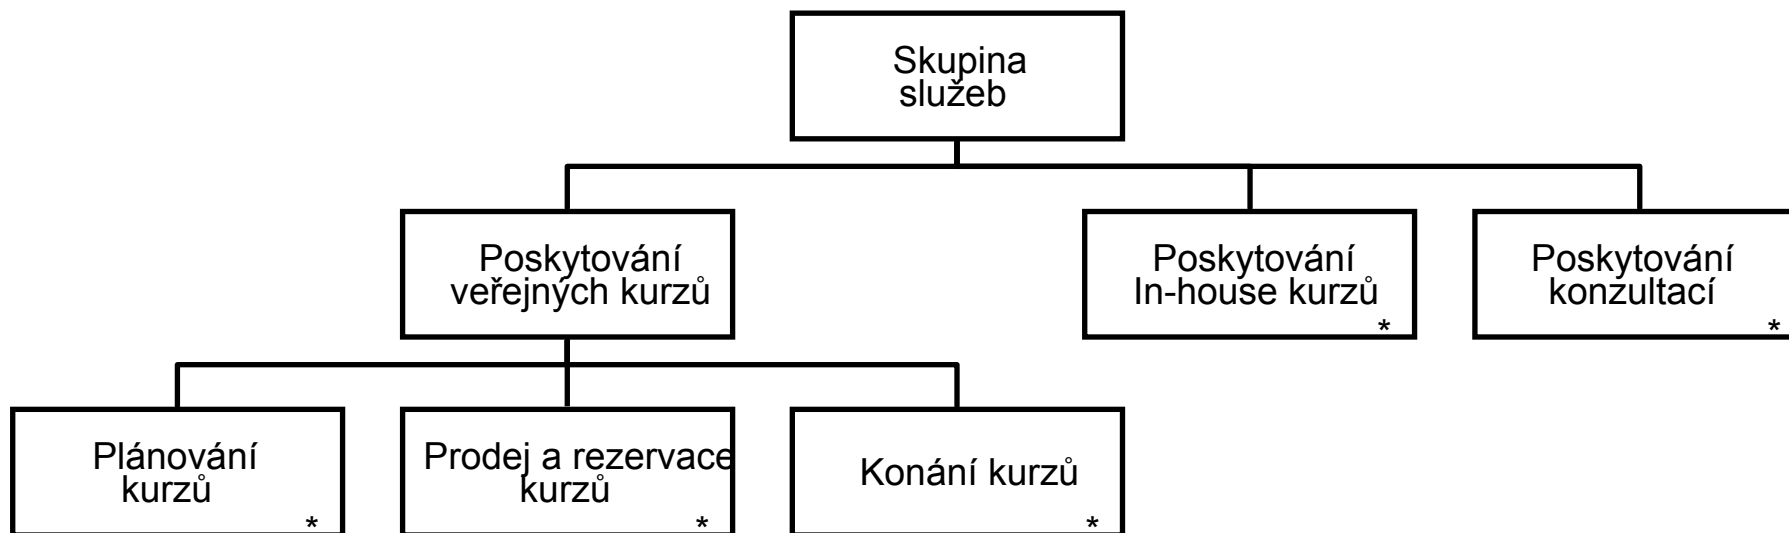 Skupina
služeb
Poskytování
veřejných kurzů
Poskytování
In-house kurzů
*
Poskytování
konzultací
*
Plánování
kurzů
*
Prodej a rezervace
kurzů
*
Konání kurzů
*